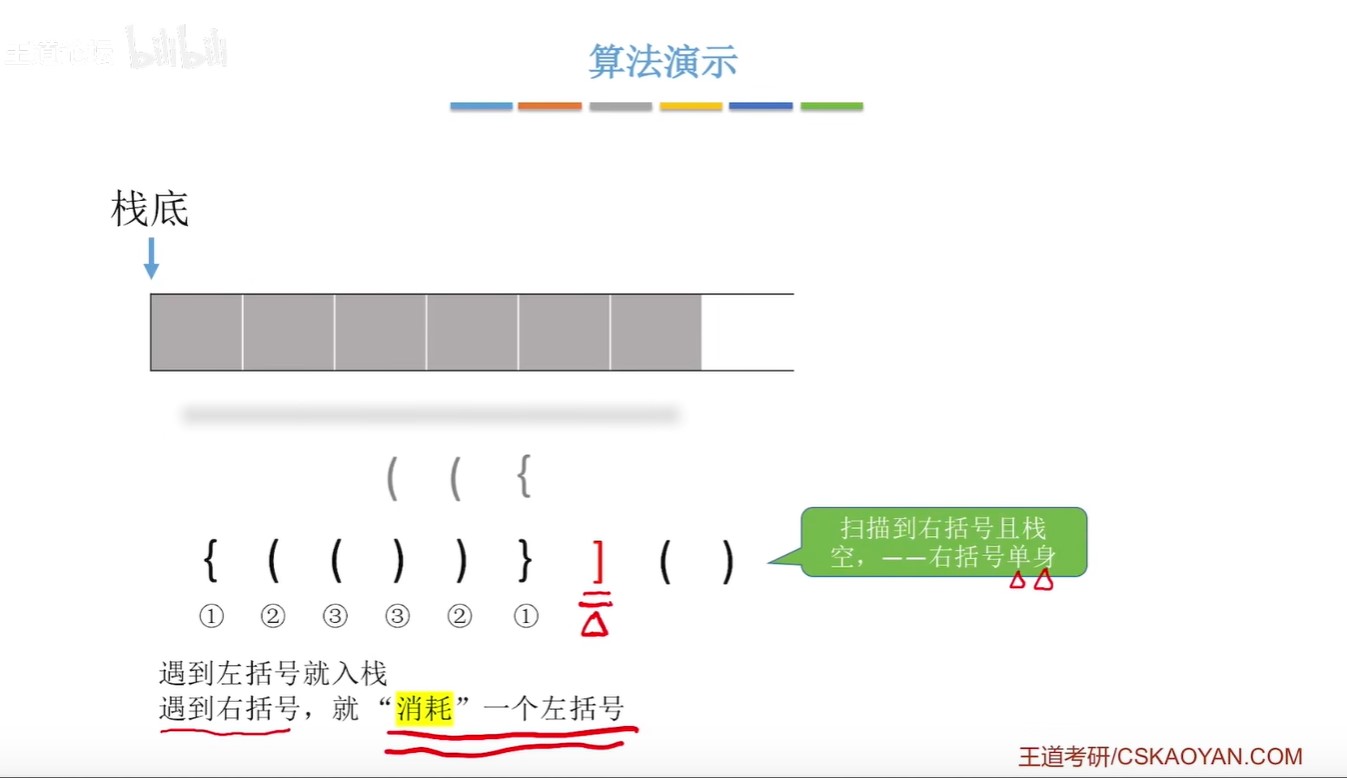 王道论坛 bilibili
算法演示
栈底
( ( {
{ ( ( ) ) } ] ( )
扫描到右括号且栈
空，——右括号单身
① ② ③ ③ ② ①
遇到左括号就入栈
遇到右括号，就“消耗”一个左括号
王道考研/CSKAOYAN.COM